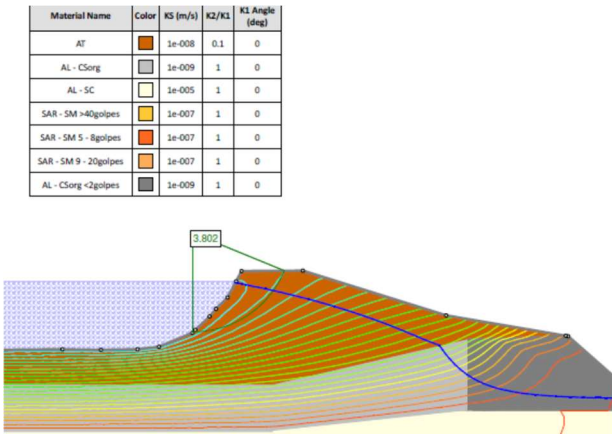 Material Name Color KS (m/s) K2/K1 K1 Angle (deg)
AT 1e-008 0.1 0
AL - CSorg 1e-009 1 0
AL - SC 1e-005 1 0
SAR - SM >40golpes 1e-007 1 0
SAR - SM 5 - 8golpes 1e-007 1 0
SAR - SM 9 - 20golpes 1e-007 1 0
AL - CSorg <2golpes 1e-009 1 0
3.802